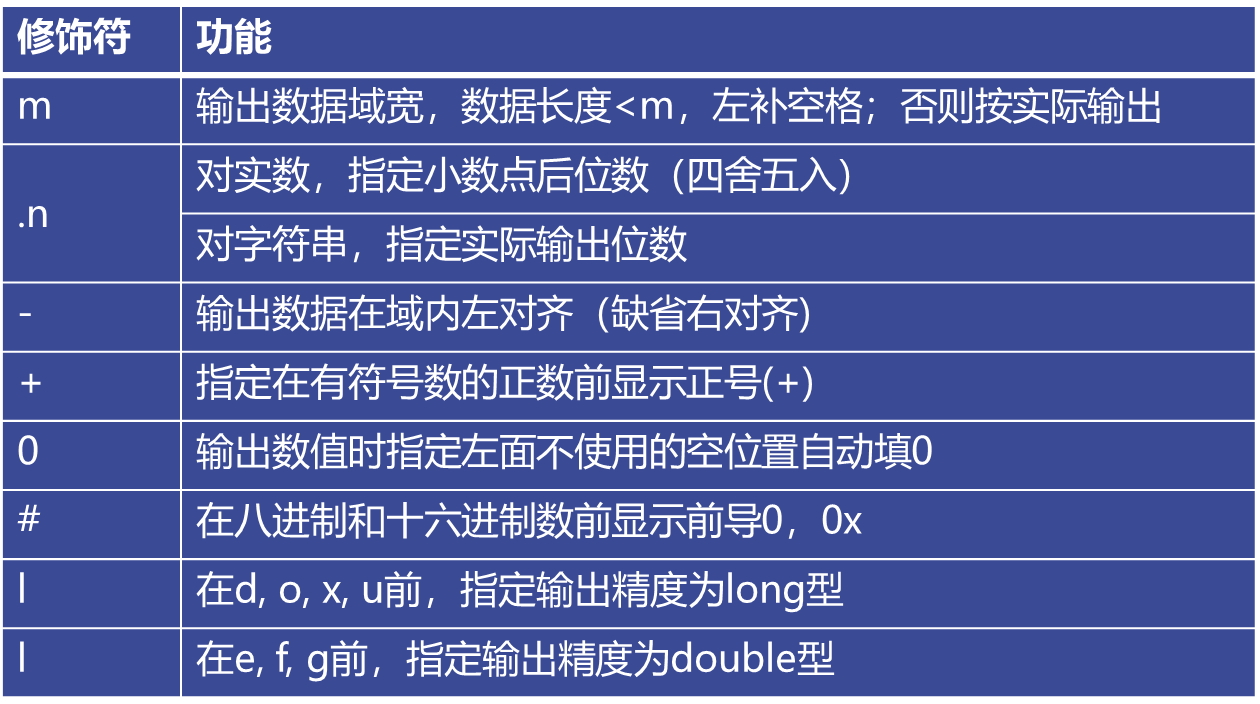 修饰符 功能
m 输出数据域宽，数据长度<m，左补空格；否则按实际输出
.n 对实数，指定小数点后位数（四舍五入）
对字符串，指定实际输出位数
- 输出数据在域内左对齐（缺省右对齐)
+ 指定在有符号数的正数前显示正号(+)
0 输出数值时指定左面不使用的空位置自动填0
# 在八进制和十六进制数前显示前导0，0x
l 在d, o, x, u前，指定输出精度为long型
l 在e, f, g前，指定输出精度为double型